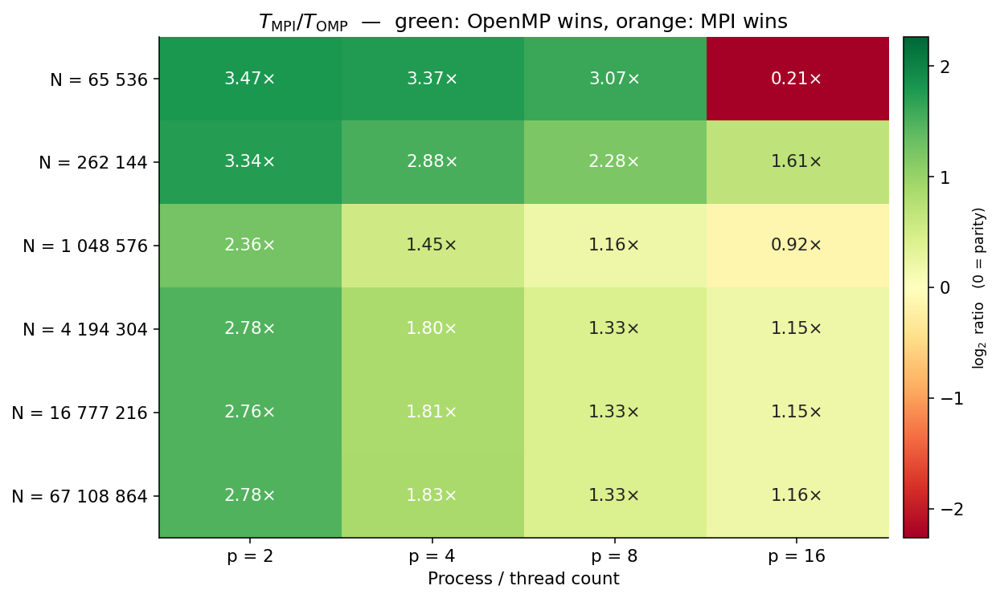 T_MPI/T_OMP — green: OpenMP wins, orange: MPI wins
N = 65 536 3.47× 3.37× 3.07× 0.21×
N = 262 144 3.34× 2.88× 2.28× 1.61×
N = 1 048 576 2.36× 1.45× 1.16× 0.92×
N = 4 194 304 2.78× 1.80× 1.33× 1.15×
N = 16 777 216 2.76× 1.81× 1.33× 1.15×
N = 67 108 864 2.78× 1.83× 1.33× 1.16×
p = 2 p = 4 p = 8 p = 16
Process / thread count
2
1
0
−1
−2
log₂ ratio (0 = parity)